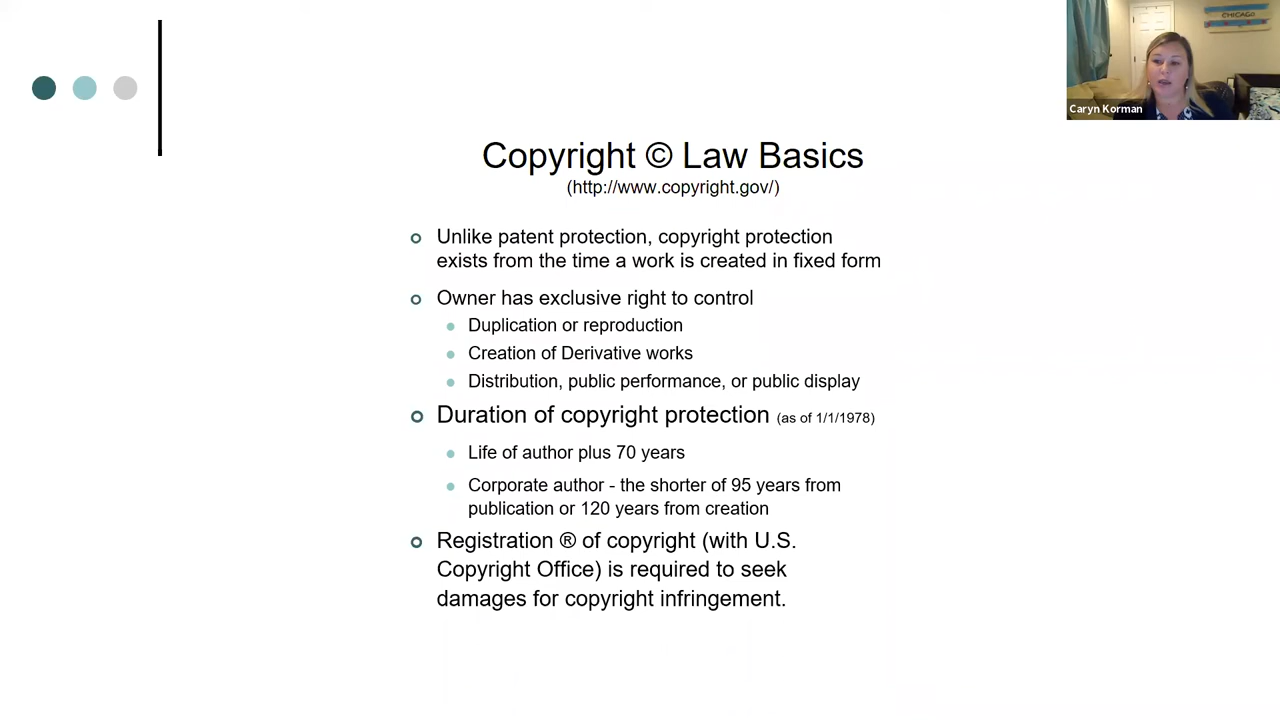 CHICAGO
Caryn Korman
Copyright © Law Basics
(http://www.copyright.gov/)
Unlike patent protection, copyright protection
exists from the time a work is created in fixed form
Owner has exclusive right to control
Duplication or reproduction
Creation of Derivative works
Distribution, public performance, or public display
Duration of copyright protection (as of 1/1/1978)
Life of author plus 70 years
Corporate author - the shorter of 95 years from
publication or 120 years from creation
Registration ® of copyright (with U.S.
Copyright Office) is required to seek
damages for copyright infringement.